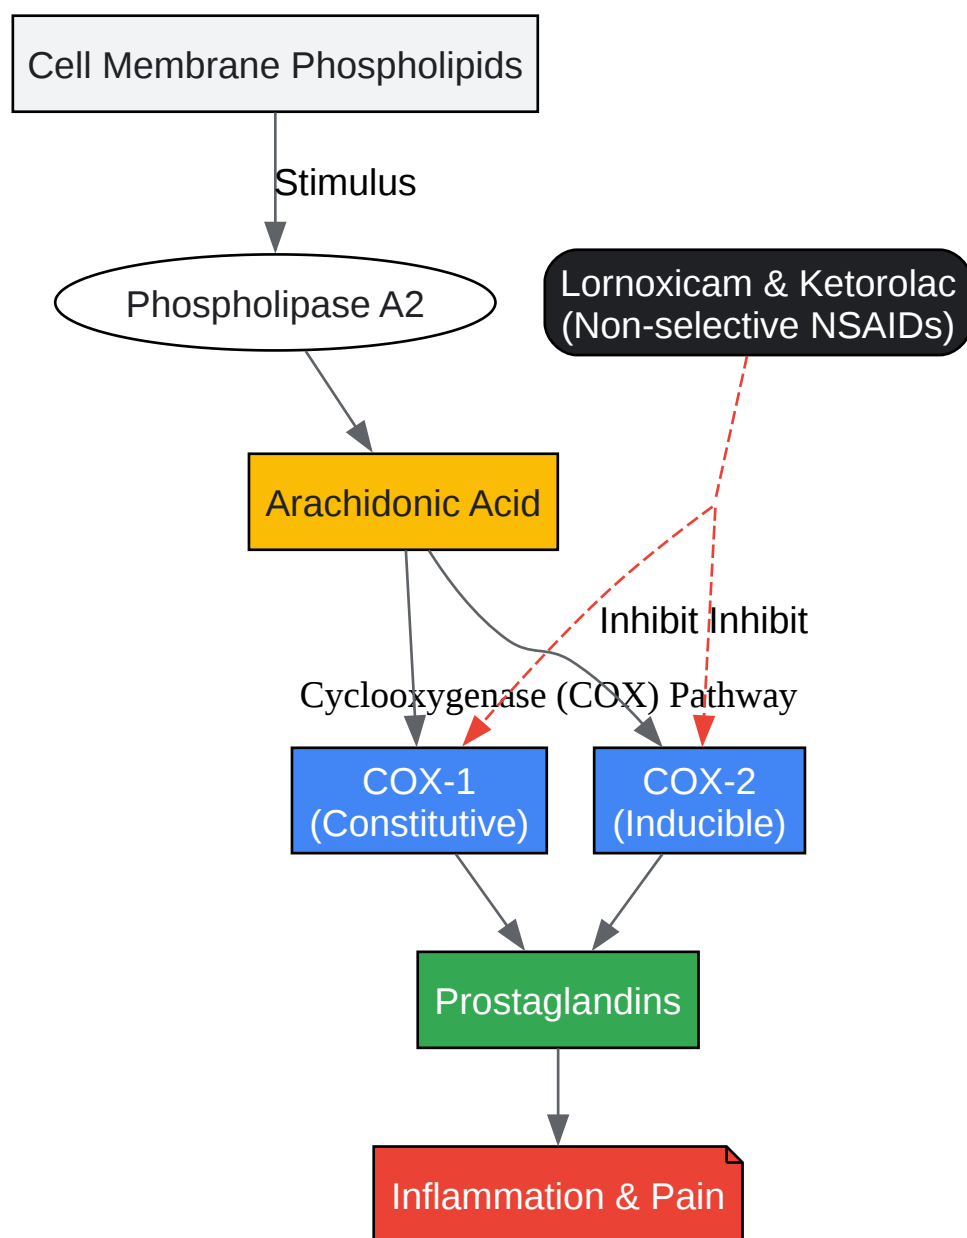 Cell Membrane Phospholipids
Stimulus
Phospholipase A2
Lornoxicam & Ketorolac
(Non-selective NSAIDs)
Arachidonic Acid
Inhibit
Inhibit
Cyclooxygenase (COX) Pathway
COX-1
(Constitutive)
COX-2
(Inducible)
Prostaglandins
Inflammation & Pain